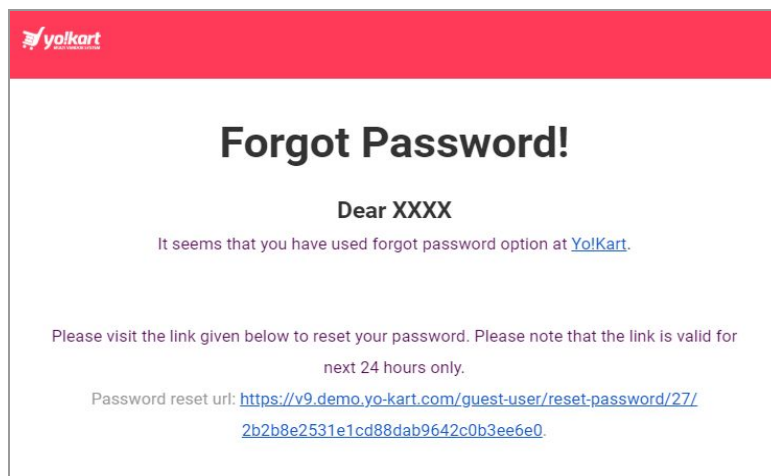 yo!kart
Forgot Password!
Dear XXXX
It seems that you have used forgot password option at Yo!Kart.
Please visit the link given below to reset your password. Please note that the link is valid for
next 24 hours only.
Password reset url: https://v9.demo.yo-kart.com/guest-user/reset-password/27/
2b2b8e2531e1cd88dab9642c0b3ee6e0.